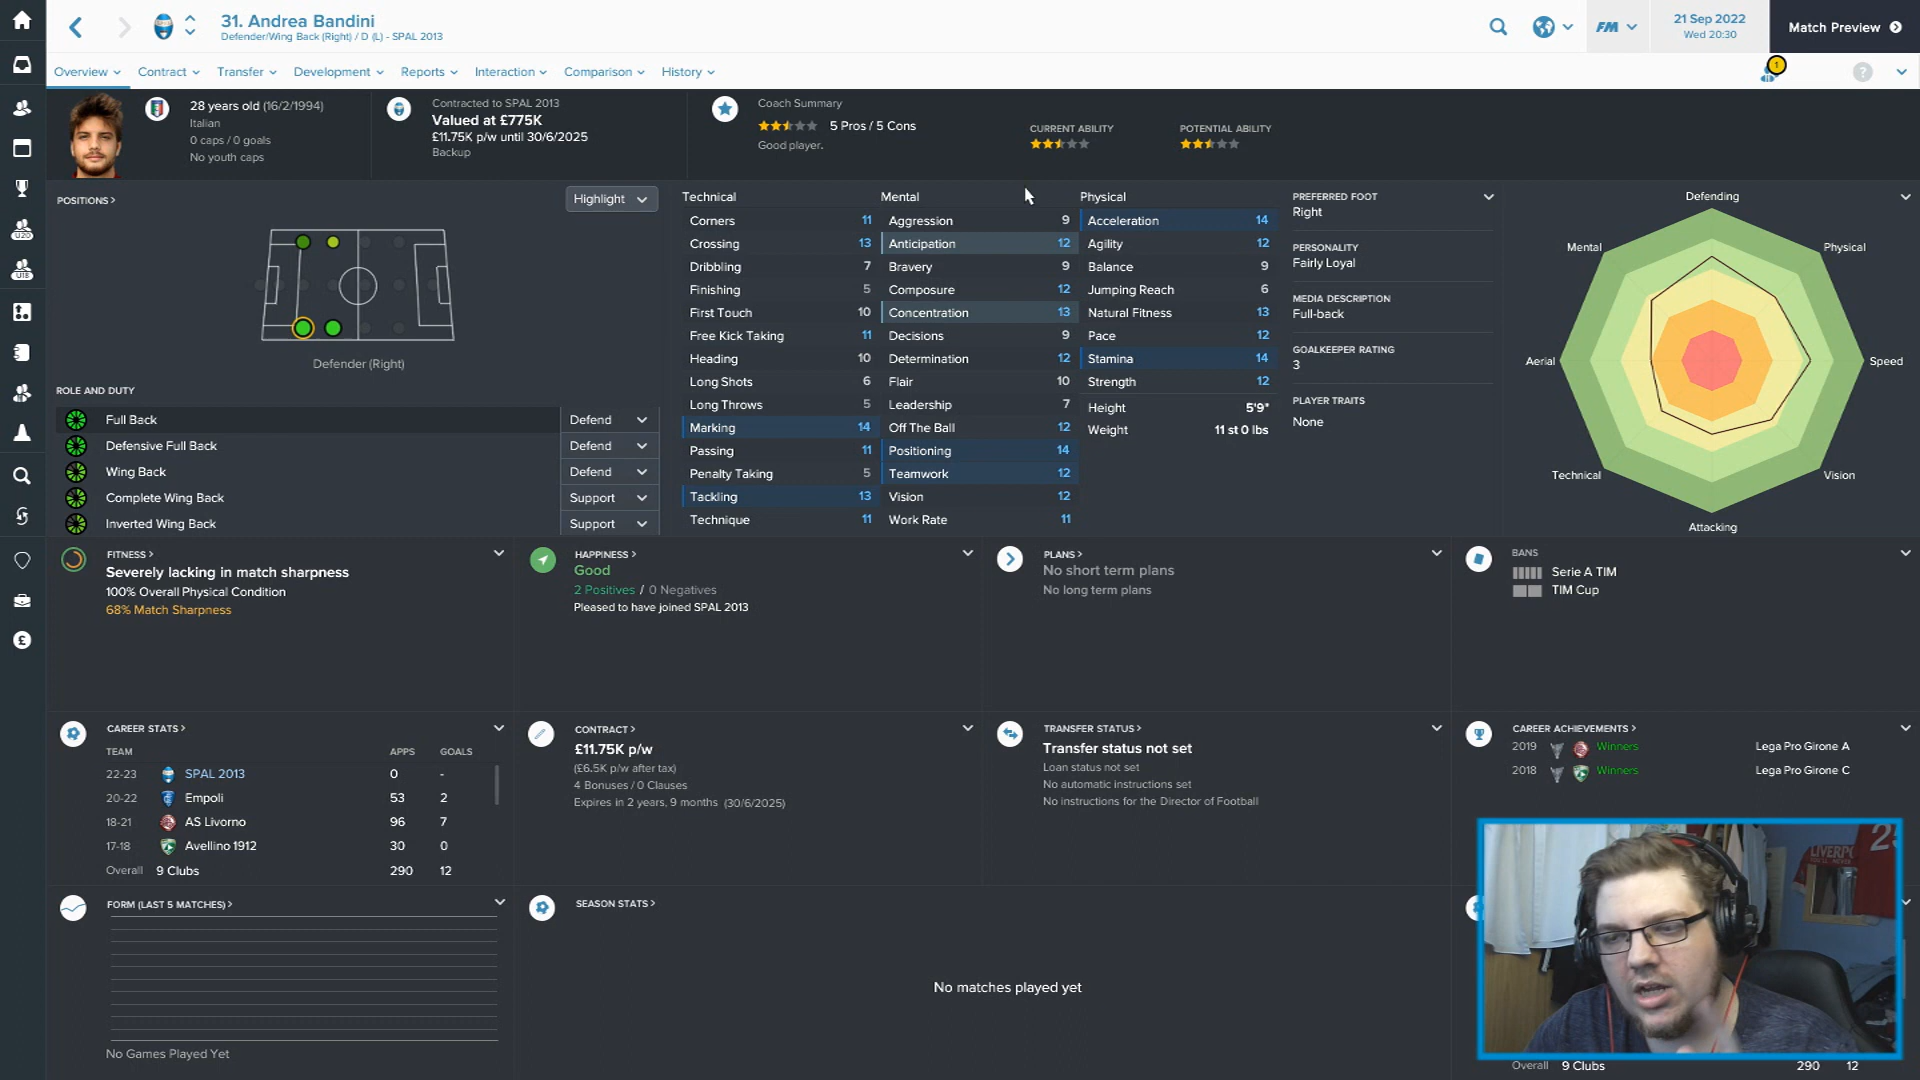 31. Andrea Bandini
Defender/Wing Back (Right) / D (L) - SPAL 2013
FM
21 Sep 2022
Wed 20:30
Match Preview
Overview
Contract
Transfer
Development
Reports
Interaction
Comparison
History
1
?
28 years old (16/2/1994)
Italian
0 caps / 0 goals
No youth caps
Contracted to SPAL 2013
Valued at £775K
£11.75K p/w until 30/6/2025
Backup
Coach Summary
5 Pros / 5 Cons
Good player.
CURRENT ABILITY
POTENTIAL ABILITY
U20
U18
POSITIONS >
Highlight
Defender (Right)
ROLE AND DUTY
Full Back Defend
Defensive Full Back Defend
Wing Back Defend
Complete Wing Back Support
Inverted Wing Back Support
Technical
Corners 11
Crossing 13
Dribbling 7
Finishing 5
First Touch 10
Free Kick Taking 11
Heading 10
Long Shots 6
Long Throws 5
Marking 14
Passing 11
Penalty Taking 5
Tackling 13
Technique 11
Mental
Aggression 9
Anticipation 12
Bravery 9
Composure 12
Concentration 13
Decisions 9
Determination 12
Flair 10
Leadership 7
Off The Ball 12
Positioning 14
Teamwork 12
Vision 12
Work Rate 11
Physical
Acceleration 14
Agility 12
Balance 9
Jumping Reach 6
Natural Fitness 13
Pace 12
Stamina 14
Strength 12
Height 5'9"
Weight 11 st 0 lbs
PREFERRED FOOT
Right
PERSONALITY
Fairly Loyal
MEDIA DESCRIPTION
Full-back
GOALKEEPER RATING
3
PLAYER TRAITS
None
Defending
Physical
Speed
Vision
Attacking
Technical
Aerial
Mental
FITNESS >
Severely lacking in match sharpness
100% Overall Physical Condition
68% Match Sharpness
HAPPINESS >
Good
2 Positives / 0 Negatives
Pleased to have joined SPAL 2013
PLANS >
No short term plans
No long term plans
BANS
Serie A TIM
TIM Cup
CAREER STATS >
TEAM APPS GOALS
22-23 SPAL 2013 0 -
20-22 Empoli 53 2
18-21 AS Livorno 96 7
17-18 Avellino 1912 30 0
Overall 9 Clubs 290 12
CONTRACT >
£11.75K p/w
(£6.5K p/w after tax)
4 Bonuses / 0 Clauses
Expires in 2 years, 9 months (30/6/2025)
TRANSFER STATUS >
Transfer status not set
Loan status not set
No automatic instructions set
No instructions for the Director of Football
CAREER ACHIEVEMENTS >
2019 Winners Lega Pro Girone A
2018 Winners Lega Pro Girone C
FORM (LAST 5 MATCHES) >
No Games Played Yet
SEASON STATS >
No matches played yet
Overall 9 Clubs 290 12